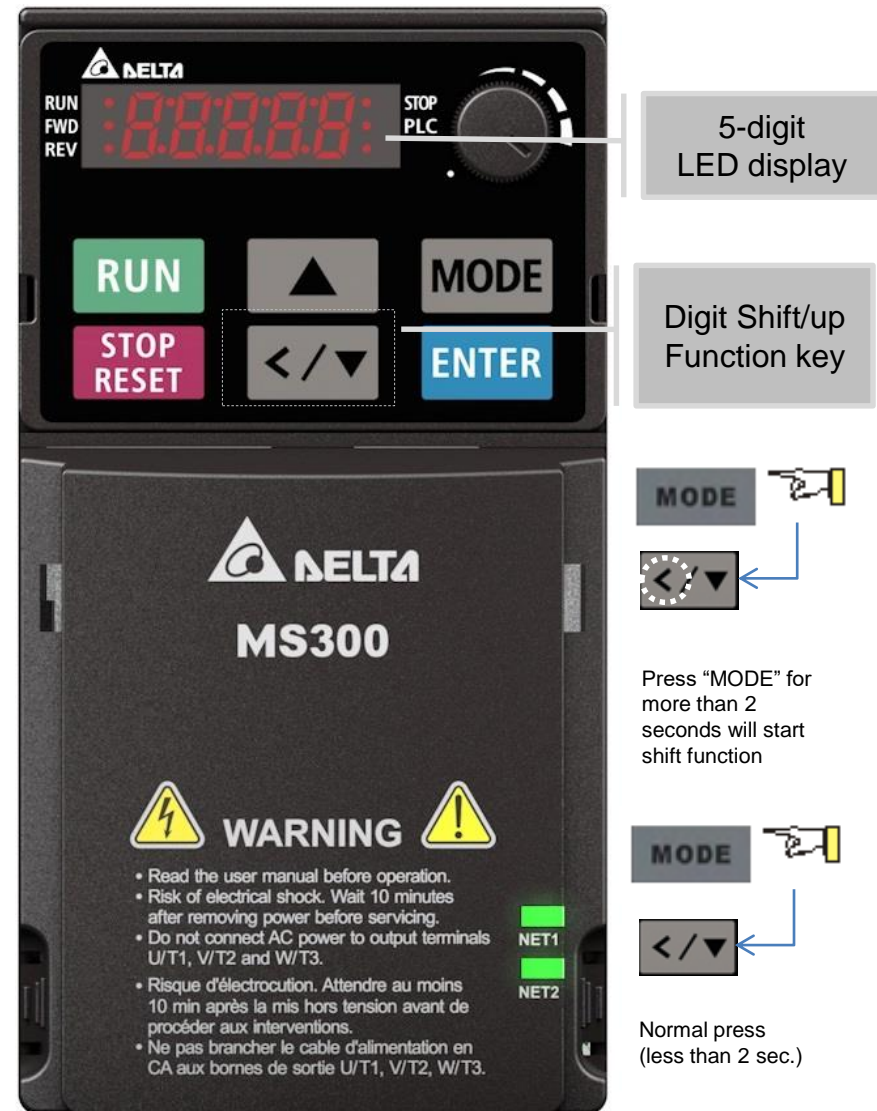 DELTA
RUN
FWD
REV
8.8.8.8.8.
STOP
PLC
5-digit
LED display
RUN
▲
MODE
STOP
RESET
</▼
ENTER
Digit Shift/up
Function key
MODE
</▼
Press “MODE” for
more than 2
seconds will start
shift function
DELTA
MS300
WARNING
• Read the user manual before operation.
• Risk of electrical shock. Wait 10 minutes
after removing power before servicing.
• Do not connect AC power to output terminals
U/T1, V/T2 and W/T3.
• Risque d'électrocution. Attendre au moins
10 min après la mis hors tension avant de
procéder aux interventions.
• Ne pas brancher le cable d'alimentation en
CA aux bornes de sortie U/T1, V/T2, W/T3.
NET1
NET2
MODE
</▼
Normal press
(less than 2 sec.)